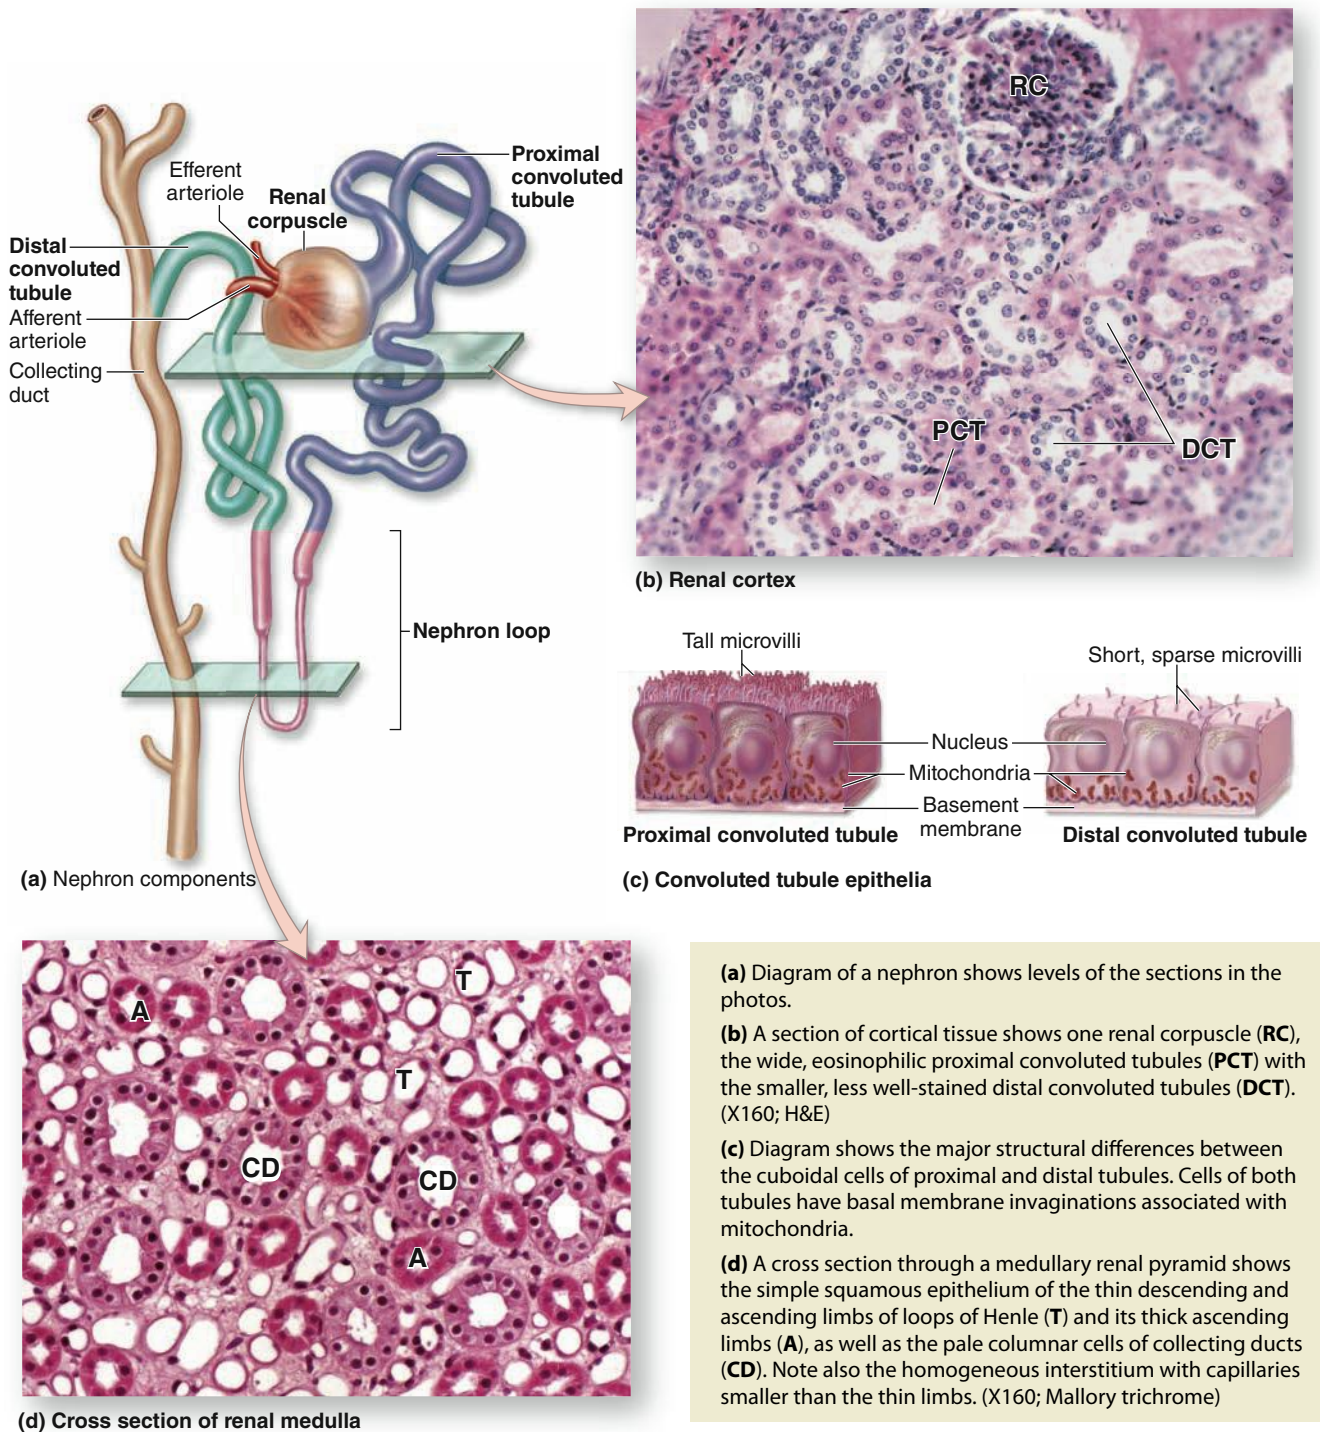 Efferent
arteriole
Renal
corpuscle
Proximal
convoluted
tubule
Distal
convoluted
tubule
Afferent
arteriole
Collecting
duct
Nephron loop
(a) Nephron components
RC
PCT
DCT
(b) Renal cortex
Tall microvilli
Short, sparse microvilli
Nucleus
Mitochondria
Basement
membrane
Proximal convoluted tubule
Distal convoluted tubule
(c) Convoluted tubule epithelia
T
A
T
CD
CD
A
(d) Cross section of renal medulla
(a) Diagram of a nephron shows levels of the sections in the
photos.
(b) A section of cortical tissue shows one renal corpuscle (RC),
the wide, eosinophilic proximal convoluted tubules (PCT) with
the smaller, less well-stained distal convoluted tubules (DCT).
(X160; H&E)
(c) Diagram shows the major structural differences between
the cuboidal cells of proximal and distal tubules. Cells of both
tubules have basal membrane invaginations associated with
mitochondria.
(d) A cross section through a medullary renal pyramid shows
the simple squamous epithelium of the thin descending and
ascending limbs of loops of Henle (T) and its thick ascending
limbs (A), as well as the pale columnar cells of collecting ducts
(CD). Note also the homogeneous interstitium with capillaries
smaller than the thin limbs. (X160; Mallory trichrome)